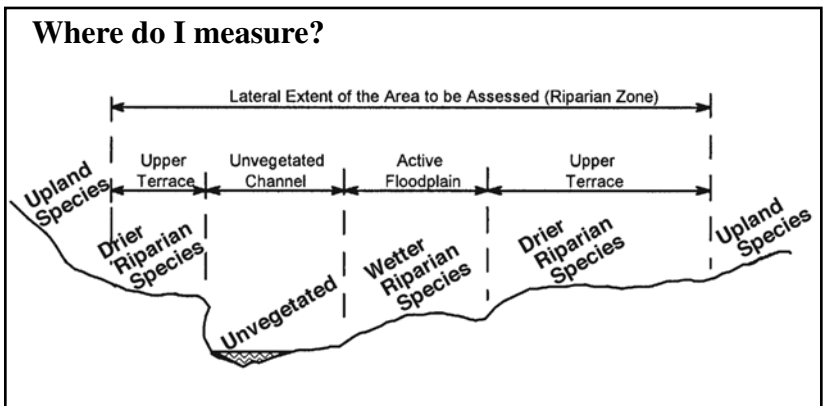 Where do I measure?
Lateral Extent of the Area to be Assessed (Riparian Zone)
Upper
Terrace
Unvegetated
Channel
Active
Floodplain
Upper
Terrace
Upland
Species
Drier
Riparian
Species
Unvegetated
Wetter
Riparian
Species
Drier
Riparian
Species
Upland
Species